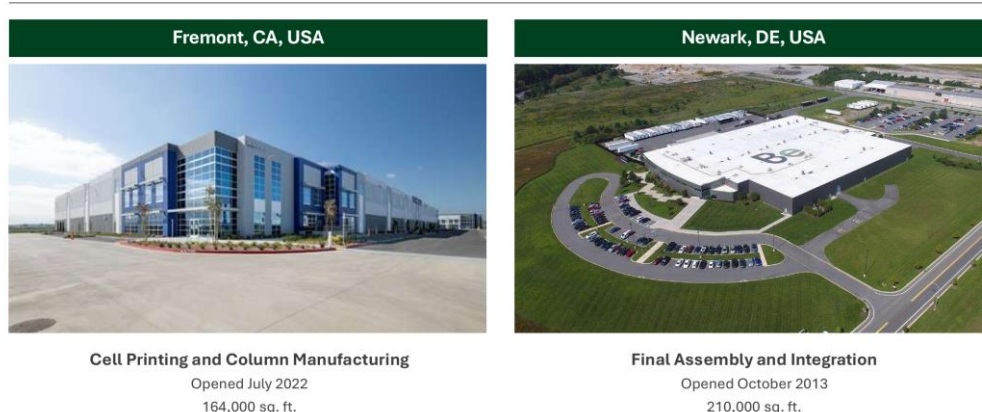 Fremont, CA, USA
Newark, DE, USA
Be
Cell Printing and Column Manufacturing
Opened July 2022
164,000 sq. ft.
Final Assembly and Integration
Opened October 2013
210,000 sq. ft.